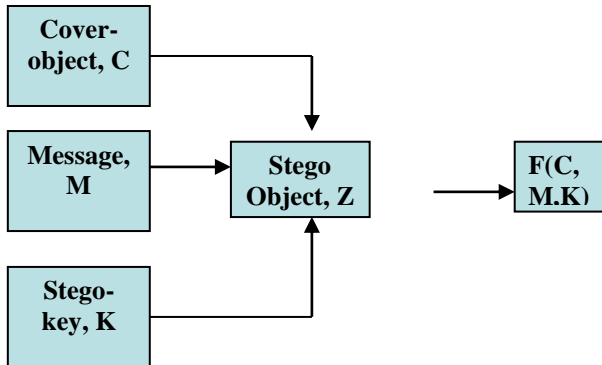 Cover-
object, C
Message,
M
Stego
Object, Z
F(C,
M.K)
Stego-
key, K